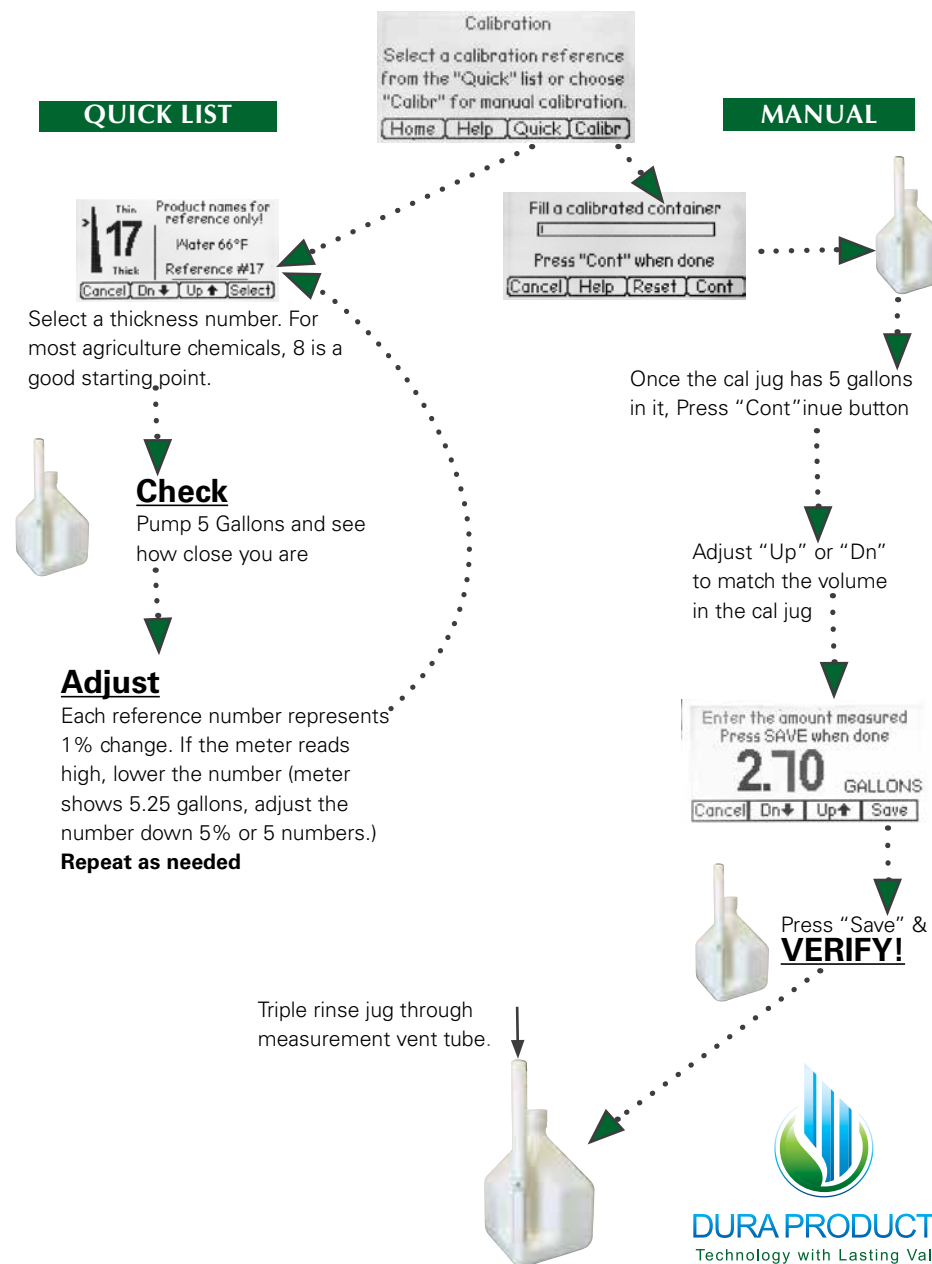 Calibration
Select a calibration reference
from the "Quick" list or choose
"Calibr" for manual calibration.
Home Help Quick Calibr
QUICK LIST
MANUAL
Thin
17
Thick
Product names for
reference only!
Water 66°F
Reference #17
Cancel Dn Up Select
Select a thickness number. For
most agriculture chemicals, 8 is a
good starting point.
Check
Pump 5 Gallons and see
how close you are
Adjust
Each reference number represents
1% change. If the meter reads
high, lower the number (meter
shows 5.25 gallons, adjust the
number down 5% or 5 numbers.)
Repeat as needed
Fill a calibrated container
Press "Cont" when done
Cancel Help Reset Cont
Once the cal jug has 5 gallons
in it, Press “Cont”inue button
Adjust “Up” or “Dn”
to match the volume
in the cal jug
Enter the amount measured
Press SAVE when done
2.70 GALLONS
Cancel Dn Up Save
Press “Save” &
VERIFY!
Triple rinse jug through
measurement vent tube.
DURA PRODUCT
Technology with Lasting Val